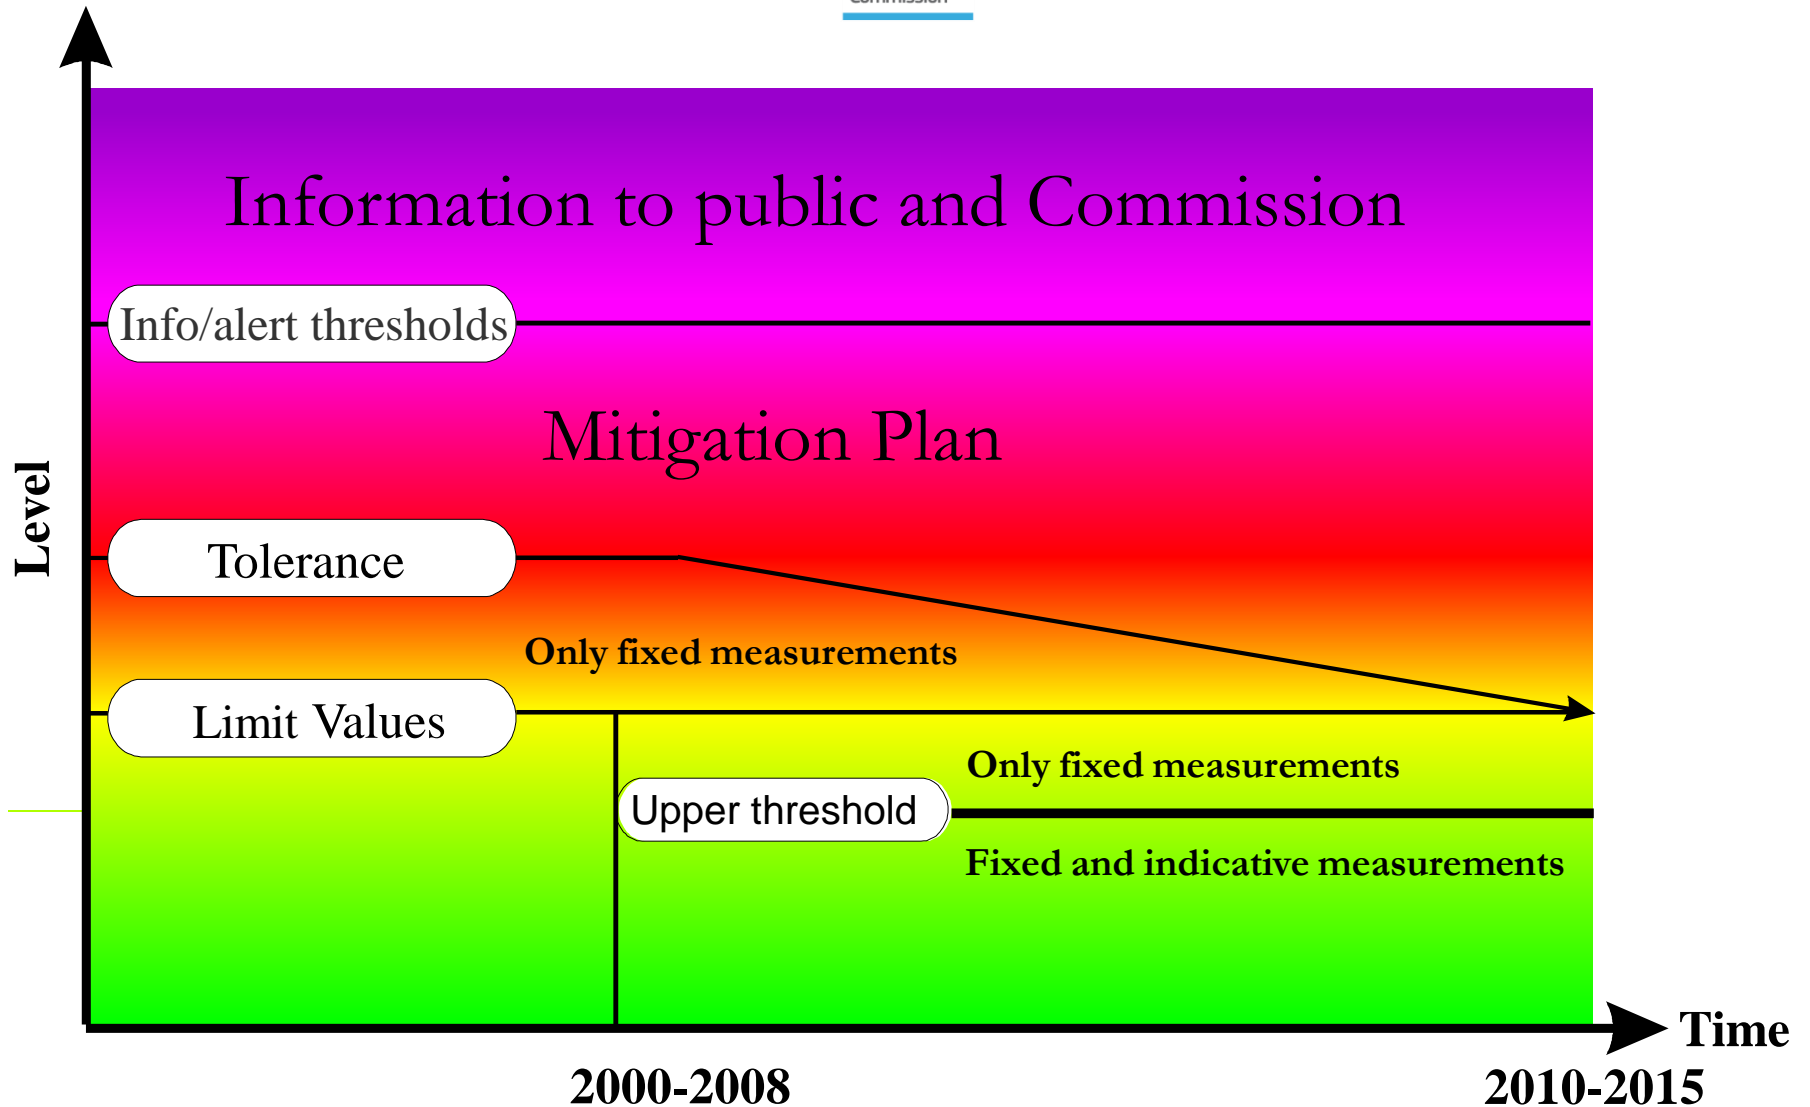 Commission
Information to public and Commission
Info/alert thresholds
Mitigation Plan
Level
Tolerance
Only fixed measurements
Limit Values
Only fixed measurements
Upper threshold
Fixed and indicative measurements
Time
2000-2008
2010-2015